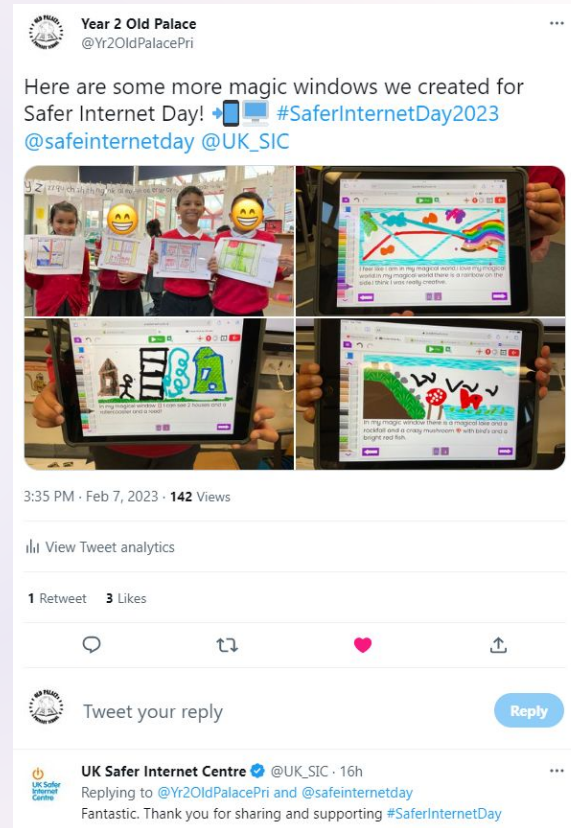 Year 2 Old Palace
@Yr2OldPalacePri
Here are some more magic windows we created for
Safer Internet Day! #SaferInternetDay2023
@safeinternetday @UK_SIC
I feel like I am in my magical world.I love my magical
world.in my magical world there is a rainbow on the
side.I think I was really creative.
In my magical window I can see 2 houses and a
rollercoaster and a road!
In my magic window there is a magical lake and a
rockfall and a crazy mushroom with birds and a
bright red fish.
3:35 PM · Feb 7, 2023 · 142 Views
View Tweet analytics
1 Retweet 3 Likes
Tweet your reply
Reply
UK Safer Internet Centre @UK_SIC · 16h
Replying to @Yr2OldPalacePri and @safeinternetday
Fantastic. Thank you for sharing and supporting #SaferInternetDay
UK Safer
Internet
Centre